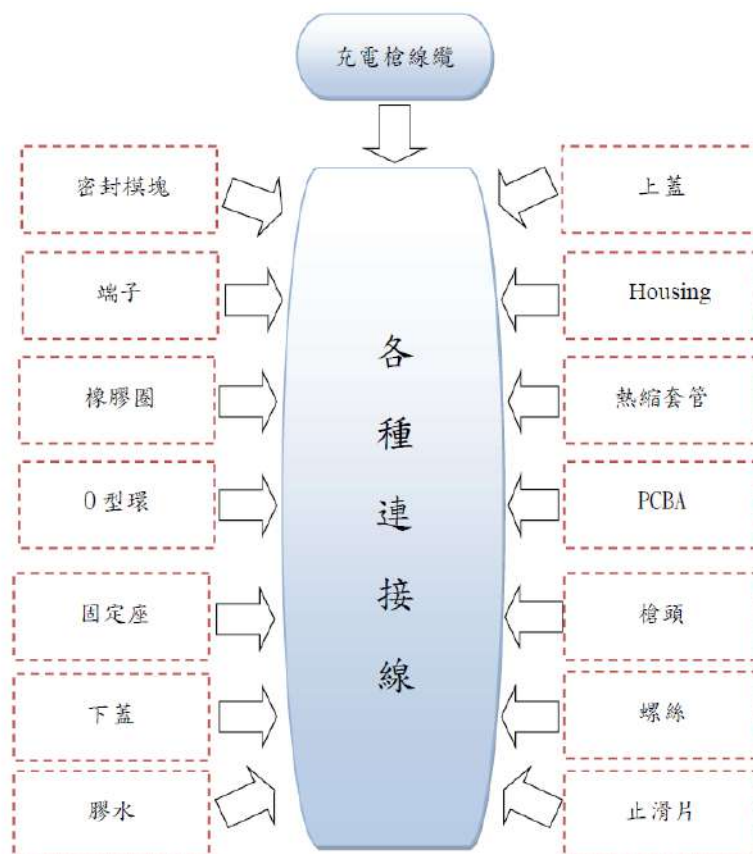 充電槍線纜
密封模塊
上蓋
端子
Housing
橡膠圈
熱縮套管
O型環
PCBA
固定座
槍頭
下蓋
螺絲
膠水
止滑片
各種連接線